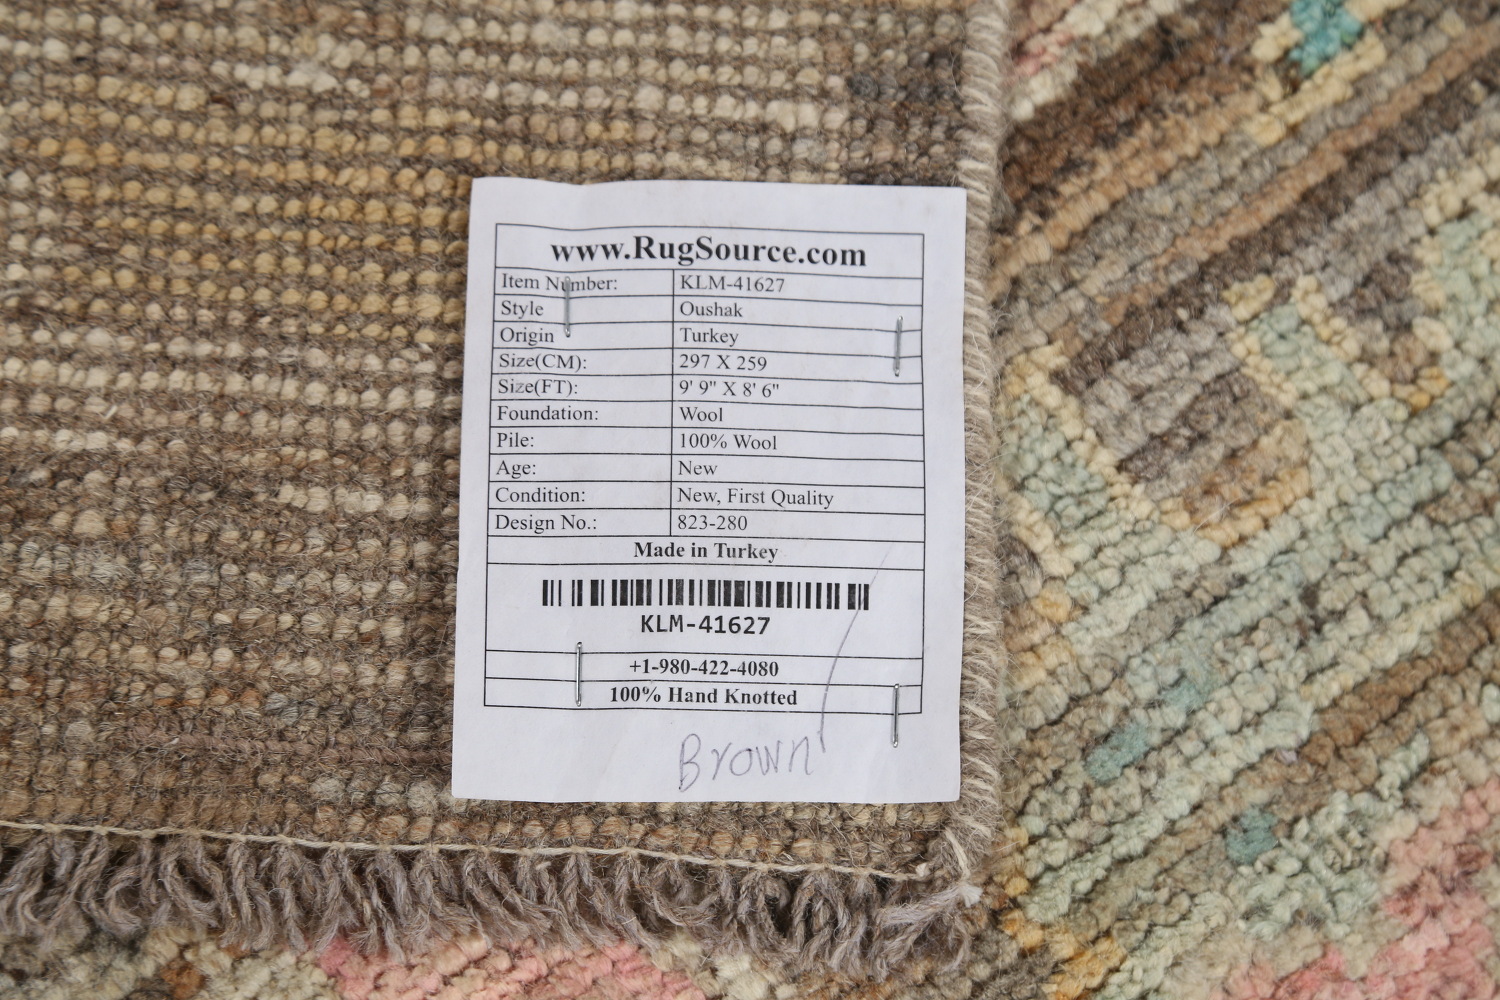 www.RugSource.com
Item Number: KLM-41627
Style Oushak
Origin Turkey
Size(CM): 297 X 259
Size(FT): 9' 9" X 8' 6"
Foundation: Wool
Pile: 100% Wool
Age: New
Condition: New, First Quality
Design No.: 823-280
Made in Turkey
KLM-41627
+1-980-422-4080
100% Hand Knotted
Brown